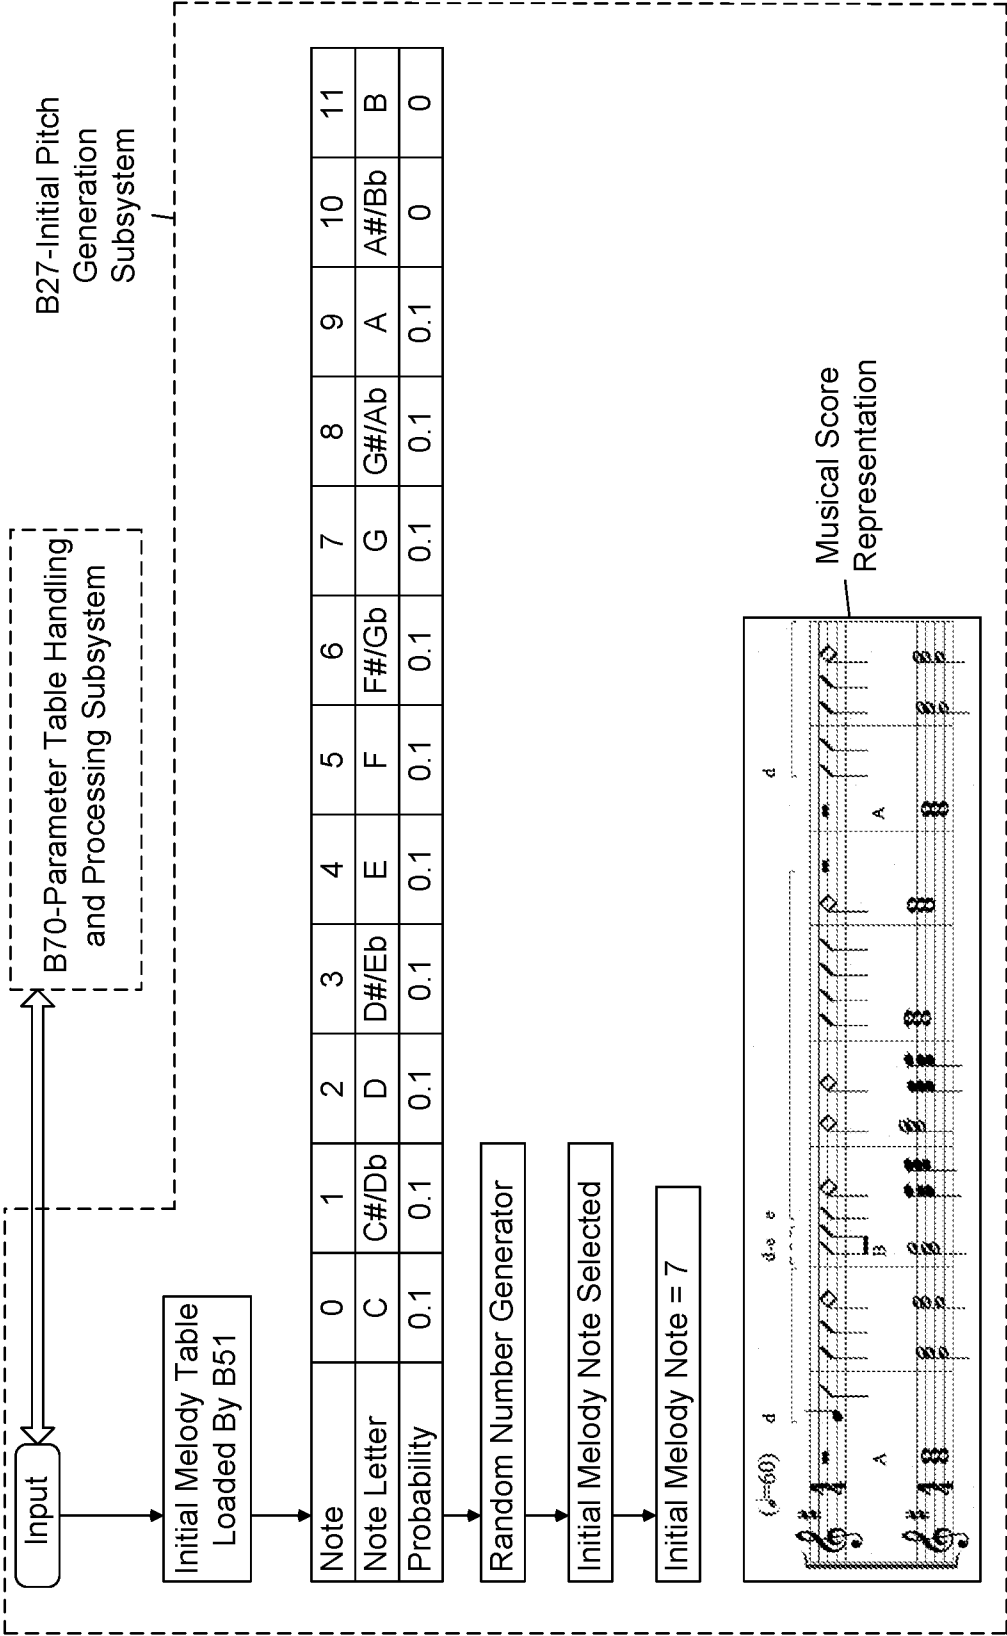 B27-Initial Pitch
Generation
Subsystem
B70-Parameter Table Handling
and Processing Subsystem
Input
Initial Melody Table
Loaded By B51
Note 0 1 2 3 4 5 6 7 8 9 10 11
Note Letter C C#/Db D D#/Eb E F F#/Gb G G#/Ab A A#/Bb B
Probability 0.1 0.1 0.1 0.1 0.1 0.1 0.1 0.1 0.1 0.1 0 0
Random Number Generator
Initial Melody Note Selected
Initial Melody Note = 7
Musical Score
Representation
(♩=60)
d d-e e d
A B A